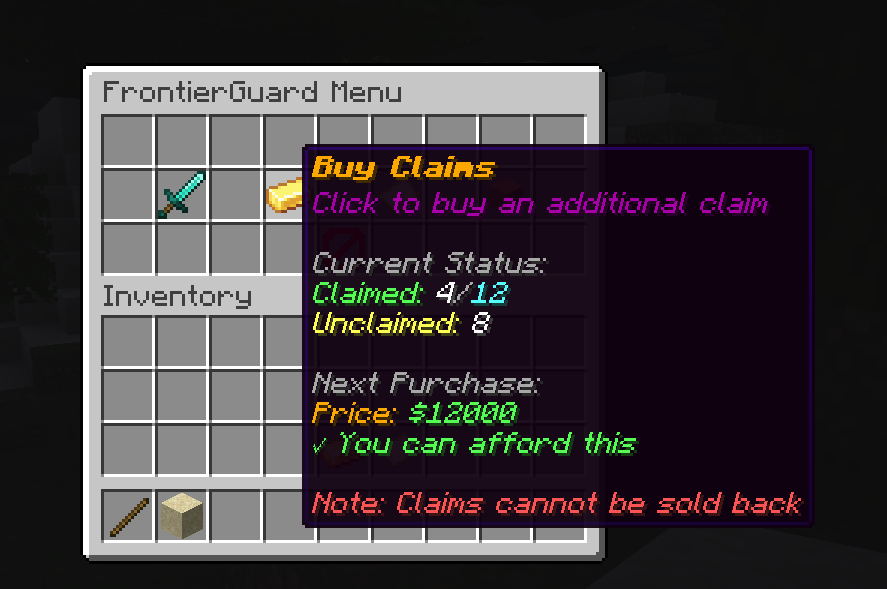 FrontierGuard Menu
Buy Claims
Click to buy an additional claim
Current Status:
Claimed: 4/12
Unclaimed: 8
Inventory
Next Purchase:
Price: $12000
✓ You can afford this
Note: Claims cannot be sold back